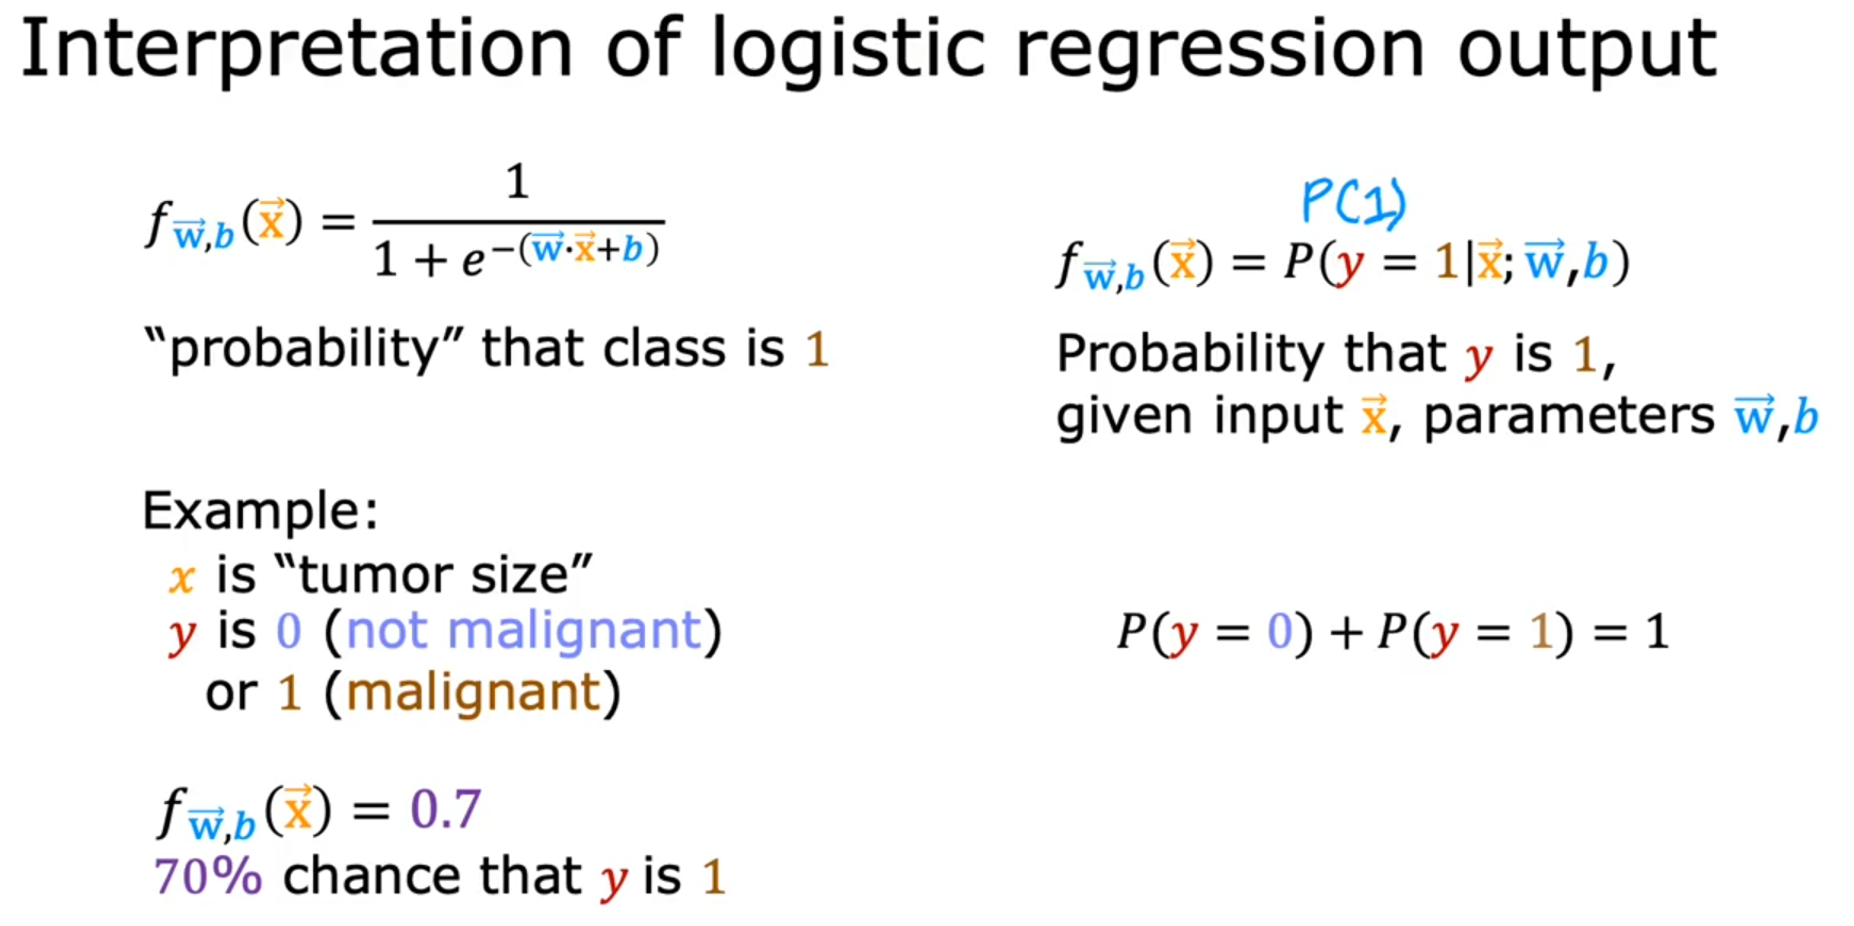 Interpretation of logistic regression output
f_{\vec{w},b}(\vec{x}) = \frac{1}{1 + e^{-(\vec{w}\cdot\vec{x}+b)}}
“probability” that class is 1
Example:
x is “tumor size”
y is 0 (not malignant)
or 1 (malignant)
f_{\vec{w},b}(\vec{x}) = 0.7
70% chance that y is 1
P(1)
f_{\vec{w},b}(\vec{x}) = P(y = 1|\vec{x}; \vec{w},b)
Probability that y is 1,
given input \vec{x}, parameters \vec{w},b
P(y = 0) + P(y = 1) = 1